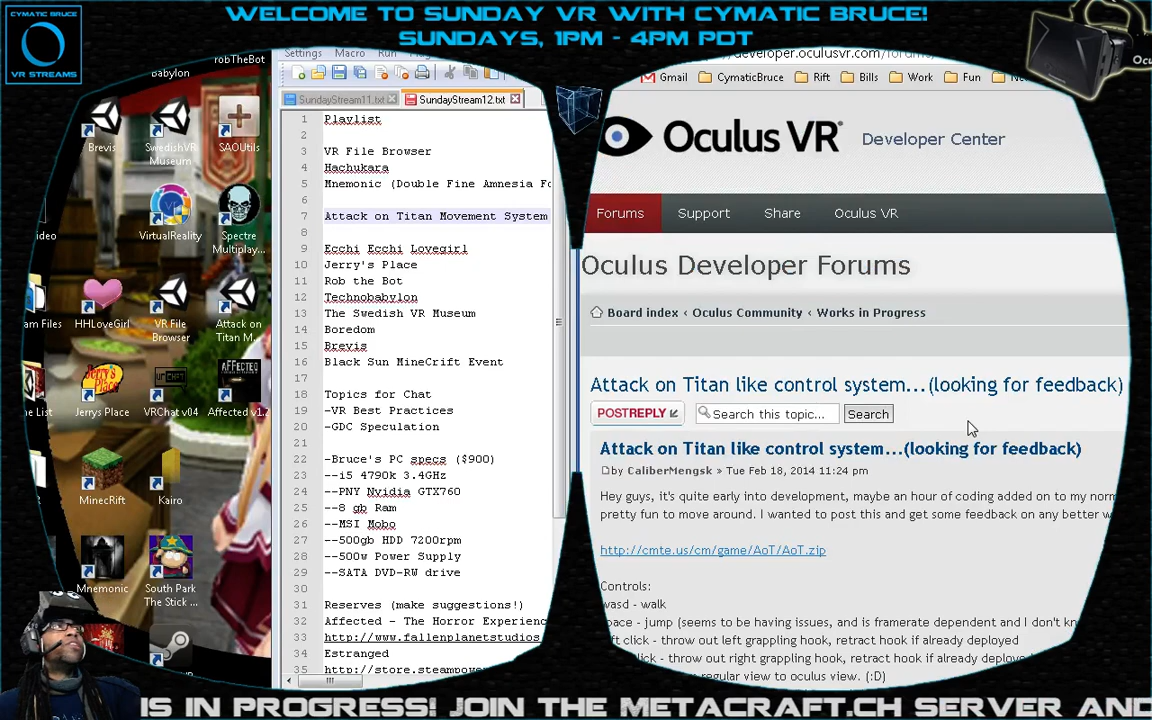 WELCOME TO SUNDAY VR WITH CYMATIC BRUCE!
SUNDAYS, 1PM - 4PM PDT
CYMATIC BRUCE
VR STREAMS
robTheBot
babylon
Brevis
SwedishVR
Museum
SAOUtils
VirtualReality
Spectre
Multiplay...
HHLoveGirl
VR File
Browser
Attack on
Titan M...
Jerry's
Place
Jerrys Place
VRChat v04
AFFECTED
Affected v1.2
MinecRift
Kairo
Mnemonic
South Park
The Stick ...
Settings Macro Run
SundayStream11.txt SundayStream12.txt
1 Playlist
2
3 VR File Browser
4 Hachukara
5 Mnemonic (Double Fine Amnesia Fo
6
7 Attack on Titan Movement System
8
9 Ecchi Ecchi Lovegirl
10 Jerry's Place
11 Rob the Bot
12 Technobabylon
13 The Swedish VR Museum
14 Boredom
15 Brevis
16 Black Sun MineCrift Event
17
18 Topics for Chat
19 -VR Best Practices
20 -GDC Speculation
21
22 -Bruce's PC specs ($900)
23 --i5 4790k 3.4GHz
24 --PNY Nvidia GTX760
25 --8 gb Ram
26 --MSI Mobo
27 --500gb HDD 7200rpm
28 --500w Power Supply
29 --SATA DVD-RW drive
30
31 Reserves (make suggestions!)
32 Affected - The Horror Experienc
33 http://www.fallenplanetstudios
34 Estranged
35 http://store.steampower
developer.oculusvr.com/forums
Gmail CymaticBruce Rift Bills Work Fun
Oculus VR Developer Center
Forums Support Share Oculus VR
Oculus Developer Forums
Board index ‹ Oculus Community ‹ Works in Progress
Attack on Titan like control system...(looking for feedback)
POSTREPLY Search this topic... Search
Attack on Titan like control system...(looking for feedback)
by CaliberMengsk » Tue Feb 18, 2014 11:24 pm
Hey guys, it's quite early into development, maybe an hour of coding added on to my norm
pretty fun to move around. I wanted to post this and get some feedback on any better w
http://cmte.us/cm/game/AoT/AoT.zip
Controls:
wasd - walk
pace - jump (seems to be having issues, and is framerate dependent and I don't kn
ft click - throw out left grappling hook, retract hook if already deployed
click - throw out right grappling hook, retract hook if already deploye
regular view to oculus view. (:D)
IS IN PROGRESS! JOIN THE METACRAFT.CH SERVER AND